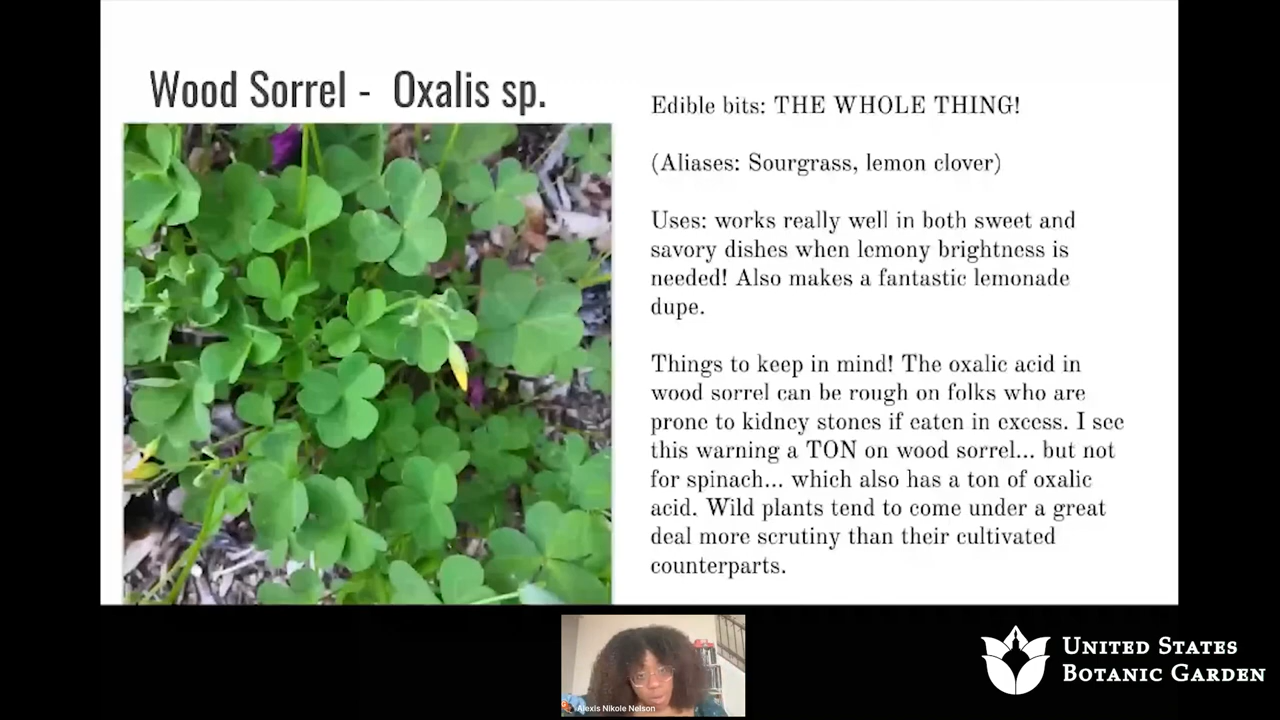 Wood Sorrel - Oxalis sp.
Edible bits: THE WHOLE THING!
(Aliases: Sourgrass, lemon clover)
Uses: works really well in both sweet and
savory dishes when lemony brightness is
needed! Also makes a fantastic lemonade
dupe.
Things to keep in mind! The oxalic acid in
wood sorrel can be rough on folks who are
prone to kidney stones if eaten in excess. I see
this warning a TON on wood sorrel... but not
for spinach... which also has a ton of oxalic
acid. Wild plants tend to come under a great
deal more scrutiny than their cultivated
counterparts.
Alexis Nikole Nelson
UNITED STATES
BOTANIC GARDEN